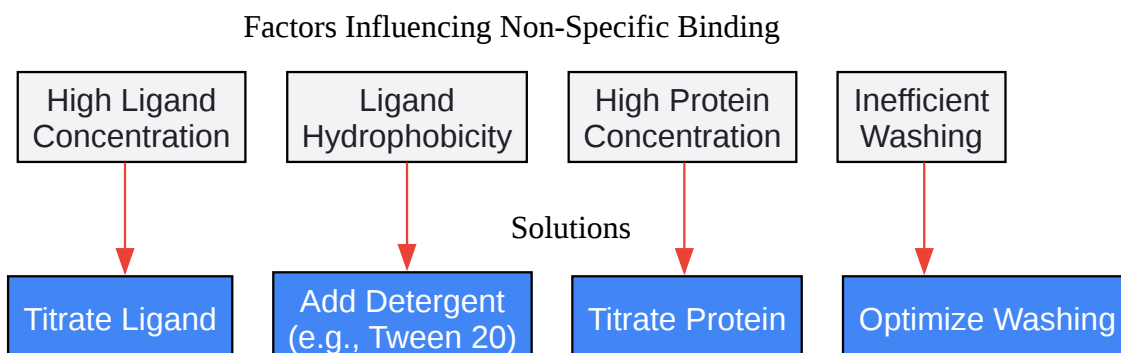 Factors Influencing Non-Specific Binding
High Ligand
Concentration
Ligand
Hydrophobicity
High Protein
Concentration
Inefficient
Washing
Solutions
Titrate Ligand
Add Detergent
(e.g., Tween 20)
Titrate Protein
Optimize Washing